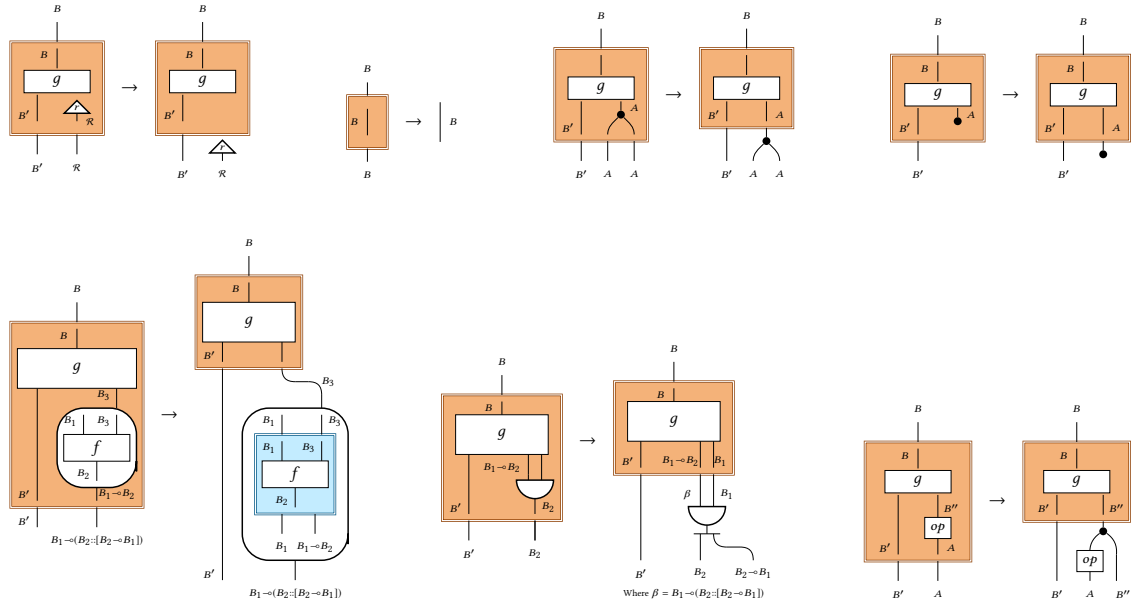 B B B B B B B
B B B B
g → g g → g g → g
B → B
B′ r B′ B′ A B′ A B′ A B′ A
ℛ r
B′ ℛ B′ ℛ B B′ A A B′ A A B′ B′
B
B B
B g
B B B
g B′ B B B
g → g g → g
B₃ B₃
→ B₁⊸B₂ B₁⊸B₂ B₁ B′ B″ B′ B″
B₁ B₃ B₁ B₃ B′ B′
f B₁ B₃ β B₁ op
B₂ f B₂ B′ A
B′ B₁⊸B₂ B₂ op
B′ B₁ B₁⊸B₂ B′ B₂ B₂ B₂⊸B₁
B₁⊸(B₂::[B₂⊸B₁]) B′ B′ B′ A B′ A B″
B₁⊸(B₂::[B₂⊸B₁]) Where β = B₁⊸(B₂::[B₂⊸B₁])